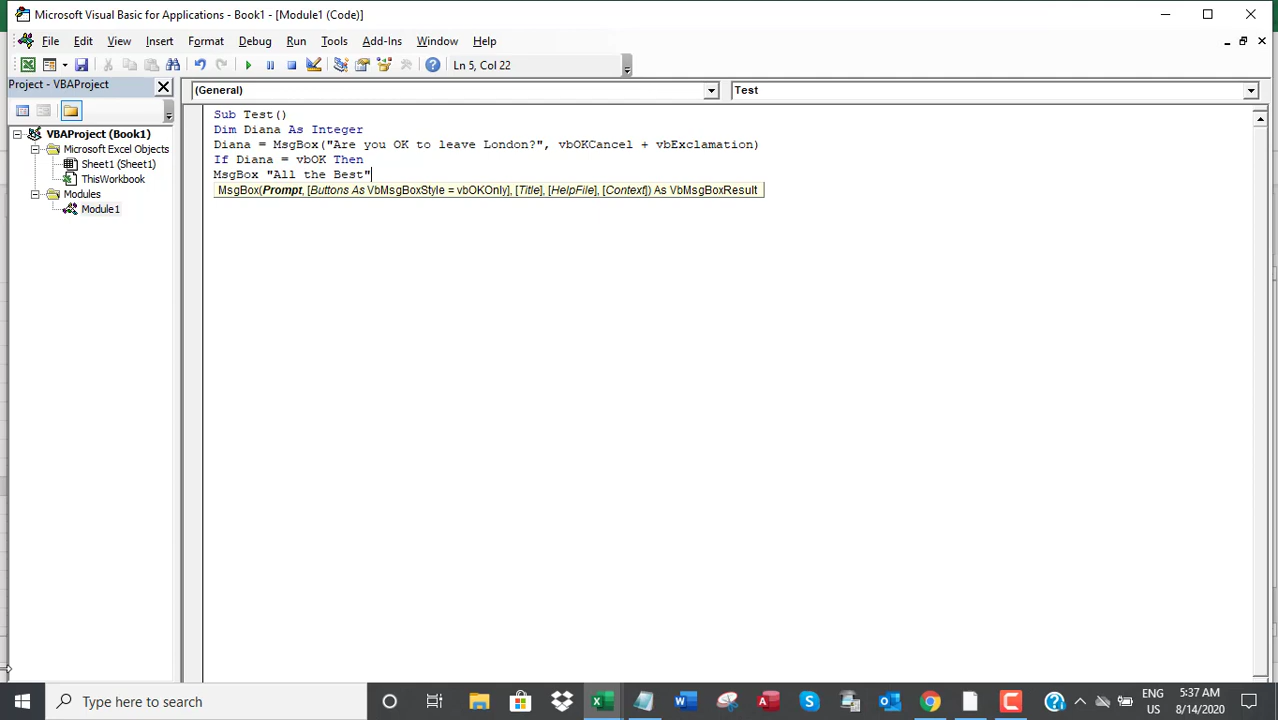 Microsoft Visual Basic for Applications - Book1 - [Module1 (Code)]
File Edit View Insert Format Debug Run Tools Add-Ins Window Help
Ln 5, Col 22
Project - VBAProject
(General) Test
VBAProject (Book1)
Microsoft Excel Objects
Sheet1 (Sheet1)
ThisWorkbook
Modules
Module1
Sub Test()
Dim Diana As Integer
Diana = MsgBox("Are you OK to leave London?", vbOKCancel + vbExclamation)
If Diana = vbOK Then
MsgBox "All the Best"
MsgBox(Prompt, [Buttons As VbMsgBoxStyle = vbOKOnly], [Title], [HelpFile], [Context]) As VbMsgBoxResult
Type here to search
ENG
US
5:37 AM
8/14/2020